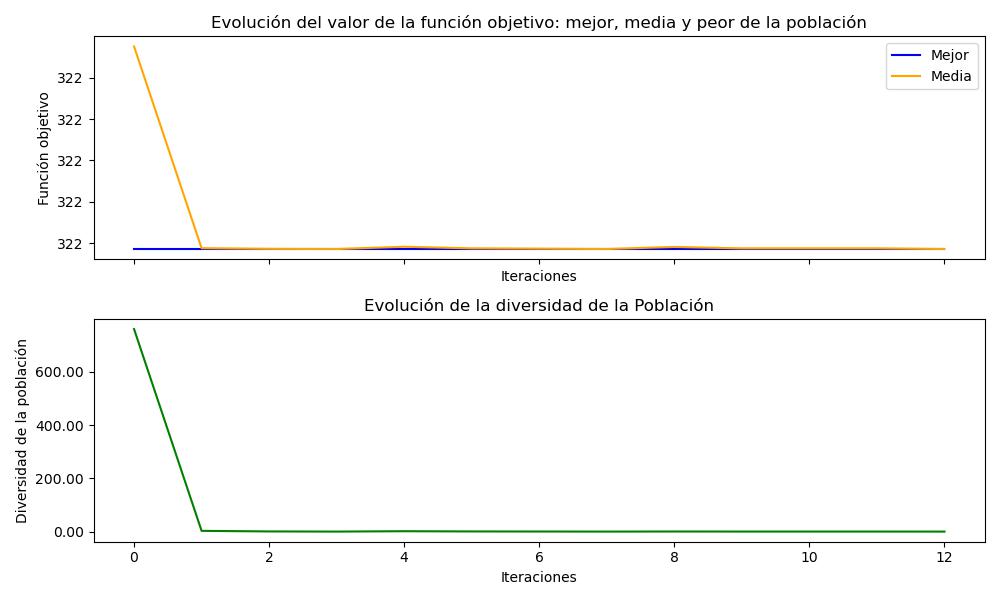 Evolución del valor de la función objetivo: mejor, media y peor de la población
Función objetivo
322
322
322
322
322
Mejor
Media
Iteraciones
Evolución de la diversidad de la Población
Diversidad de la población
600.00
400.00
200.00
0.00
0 2 4 6 8 10 12
Iteraciones